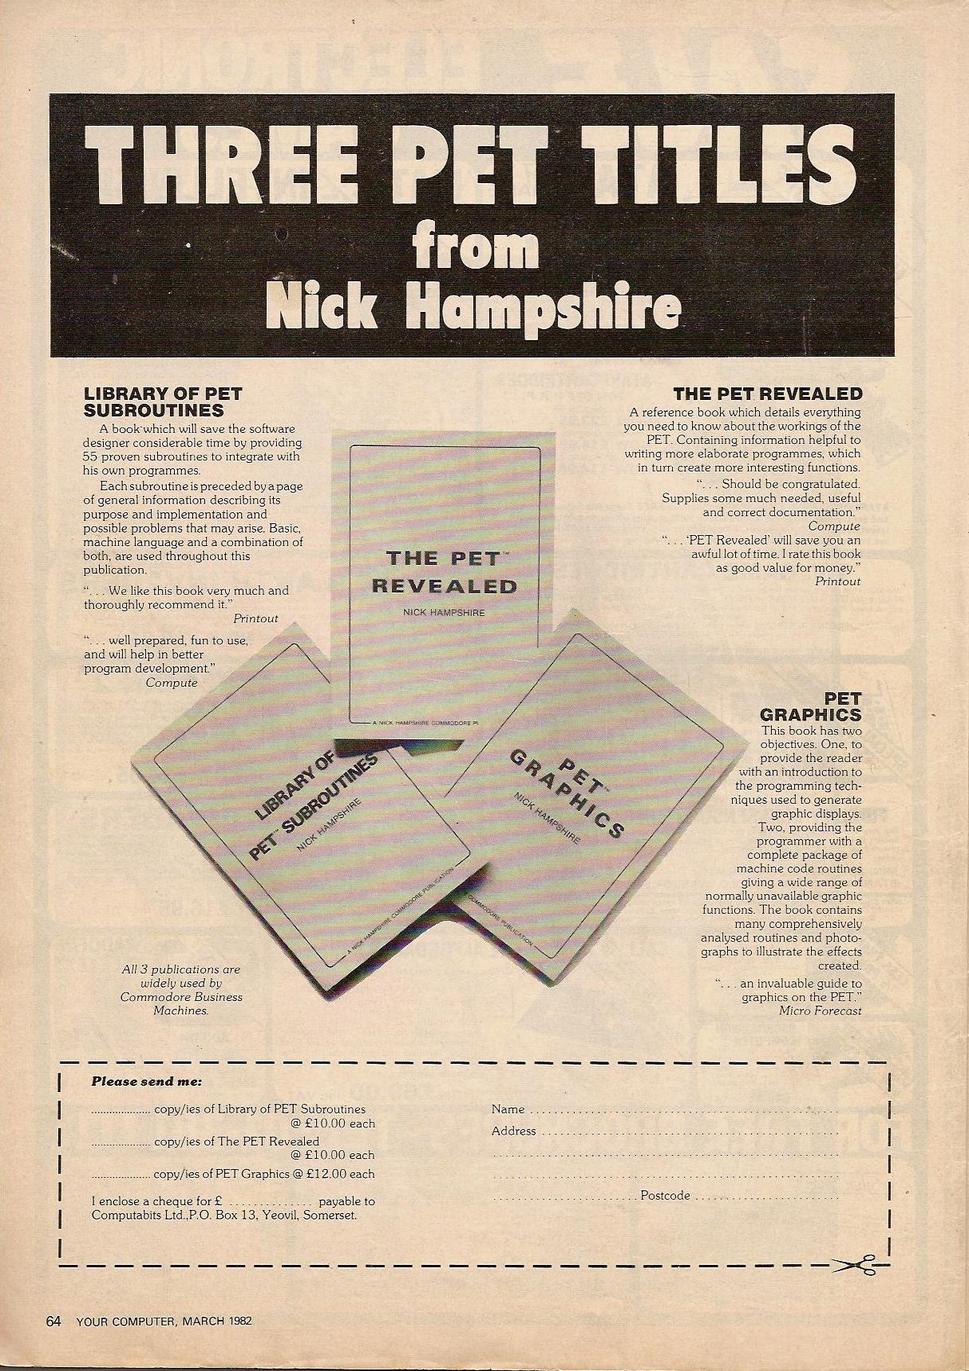 THREE PET TITLES
from
Nick Hampshire
LIBRARY OF PET
SUBROUTINES
A book which will save the software
designer considerable time by providing
55 proven subroutines to integrate with
his own programmes.
Each subroutine is preceded by a page
of general information describing its
purpose and implementation and
possible problems that may arise. Basic,
machine language and a combination of
both, are used throughout this
publication.
“. . . We like this book very much and
thoroughly recommend it.”
Printout
“. . . well prepared, fun to use,
and will help in better
program development.”
Compute
THE PET REVEALED
A reference book which details everything
you need to know about the workings of the
PET. Containing information helpful to
writing more elaborate programmes, which
in turn create more interesting functions.
“. . . Should be congratulated.
Supplies some much needed, useful
and correct documentation.”
Compute
“. . . ‘PET Revealed’ will save you an
awful lot of time. I rate this book
as good value for money.”
Printout
THE PET™
REVEALED
NICK HAMPSHIRE
A NICK HAMPSHIRE COMMODORE P
LIBRARY OF
PET™ SUBROUTINES
NICK HAMPSHIRE
A NICK HAMPSHIRE COMMODORE PUBLICATION
PET™
GRAPHICS
NICK HAMPSHIRE
COMMODORE PUBLICATION
PET
GRAPHICS
This book has two
objectives. One, to
provide the reader
with an introduction to
the programming tech-
niques used to generate
graphic displays.
Two, providing the
programmer with a
complete package of
machine code routines
giving a wide range of
normally unavailable graphic
functions. The book contains
many comprehensively
analysed routines and photo-
graphs to illustrate the effects
created.
“. . . an invaluable guide to
graphics on the PET.”
Micro Forecast
All 3 publications are
widely used by
Commodore Business
Machines.
Please send me:
.................... copy/ies of Library of PET Subroutines
@ £10.00 each
.................... copy/ies of The PET Revealed
@ £10.00 each
.................... copy/ies of PET Graphics @ £12.00 each
I enclose a cheque for £ . . . . . . . . . . . . . . payable to
Computabits Ltd.,P.O. Box 13, Yeovil, Somerset.
Name
Address
Postcode
64 YOUR COMPUTER, MARCH 1982